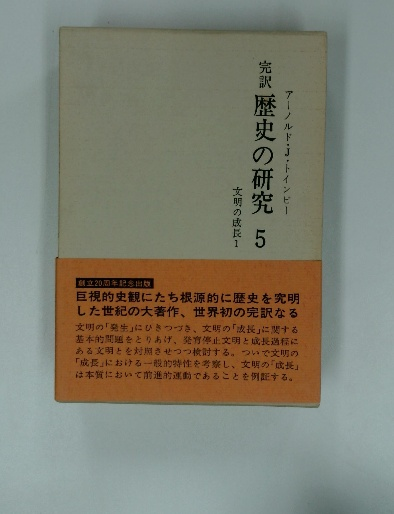 アーノルド・J・トインビー
完訳 歴史の研究 5
文明の成長1
創立20周年記念出版
巨視的史観にたち根源的に歴史を究明
した世紀の大著作、世界初の完訳なる
文明の「発生」にひきつづき、文明の「成長」に関する
基本的問題をとりあげ、発育停止文明と成長過程に
ある文明とを対照させつつ検討する。ついで文明の
「成長」における一般的特性を考察し、文明の「成長」
は本質において前進的運動であることを例証する。